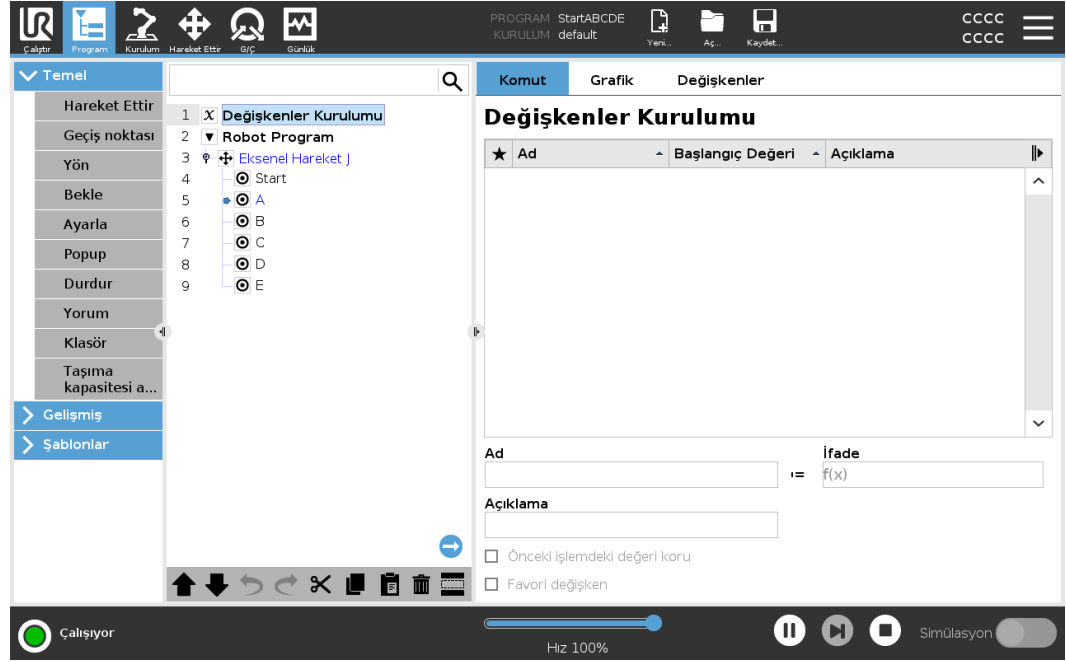 PROGRAM StartABCDE
KURULUM default
Çalıştır
Program
Kurulum
Hareket Ettir
G/Ç
Günlük
Yeni...
Aç...
Kaydet...
CCCC
CCCC
Temel
Hareket Ettir
Geçiş noktası
Yön
Bekle
Ayarla
Popup
Durdur
Yorum
Klasör
Taşıma
kapasitesi a...
Gelişmiş
Şablonlar
1 X Değişkenler Kurulumu
2 Robot Program
3 Eksenel Hareket J
4 Start
5 A
6 B
7 C
8 D
9 E
Komut
Grafik
Değişkenler
Değişkenler Kurulumu
Ad
Başlangıç Değeri
Açıklama
Ad
İfade
:=
f(x)
Açıklama
Önceki işlemdeki değeri koru
Favori değişken
Çalışıyor
Hız 100%
Simülasyon